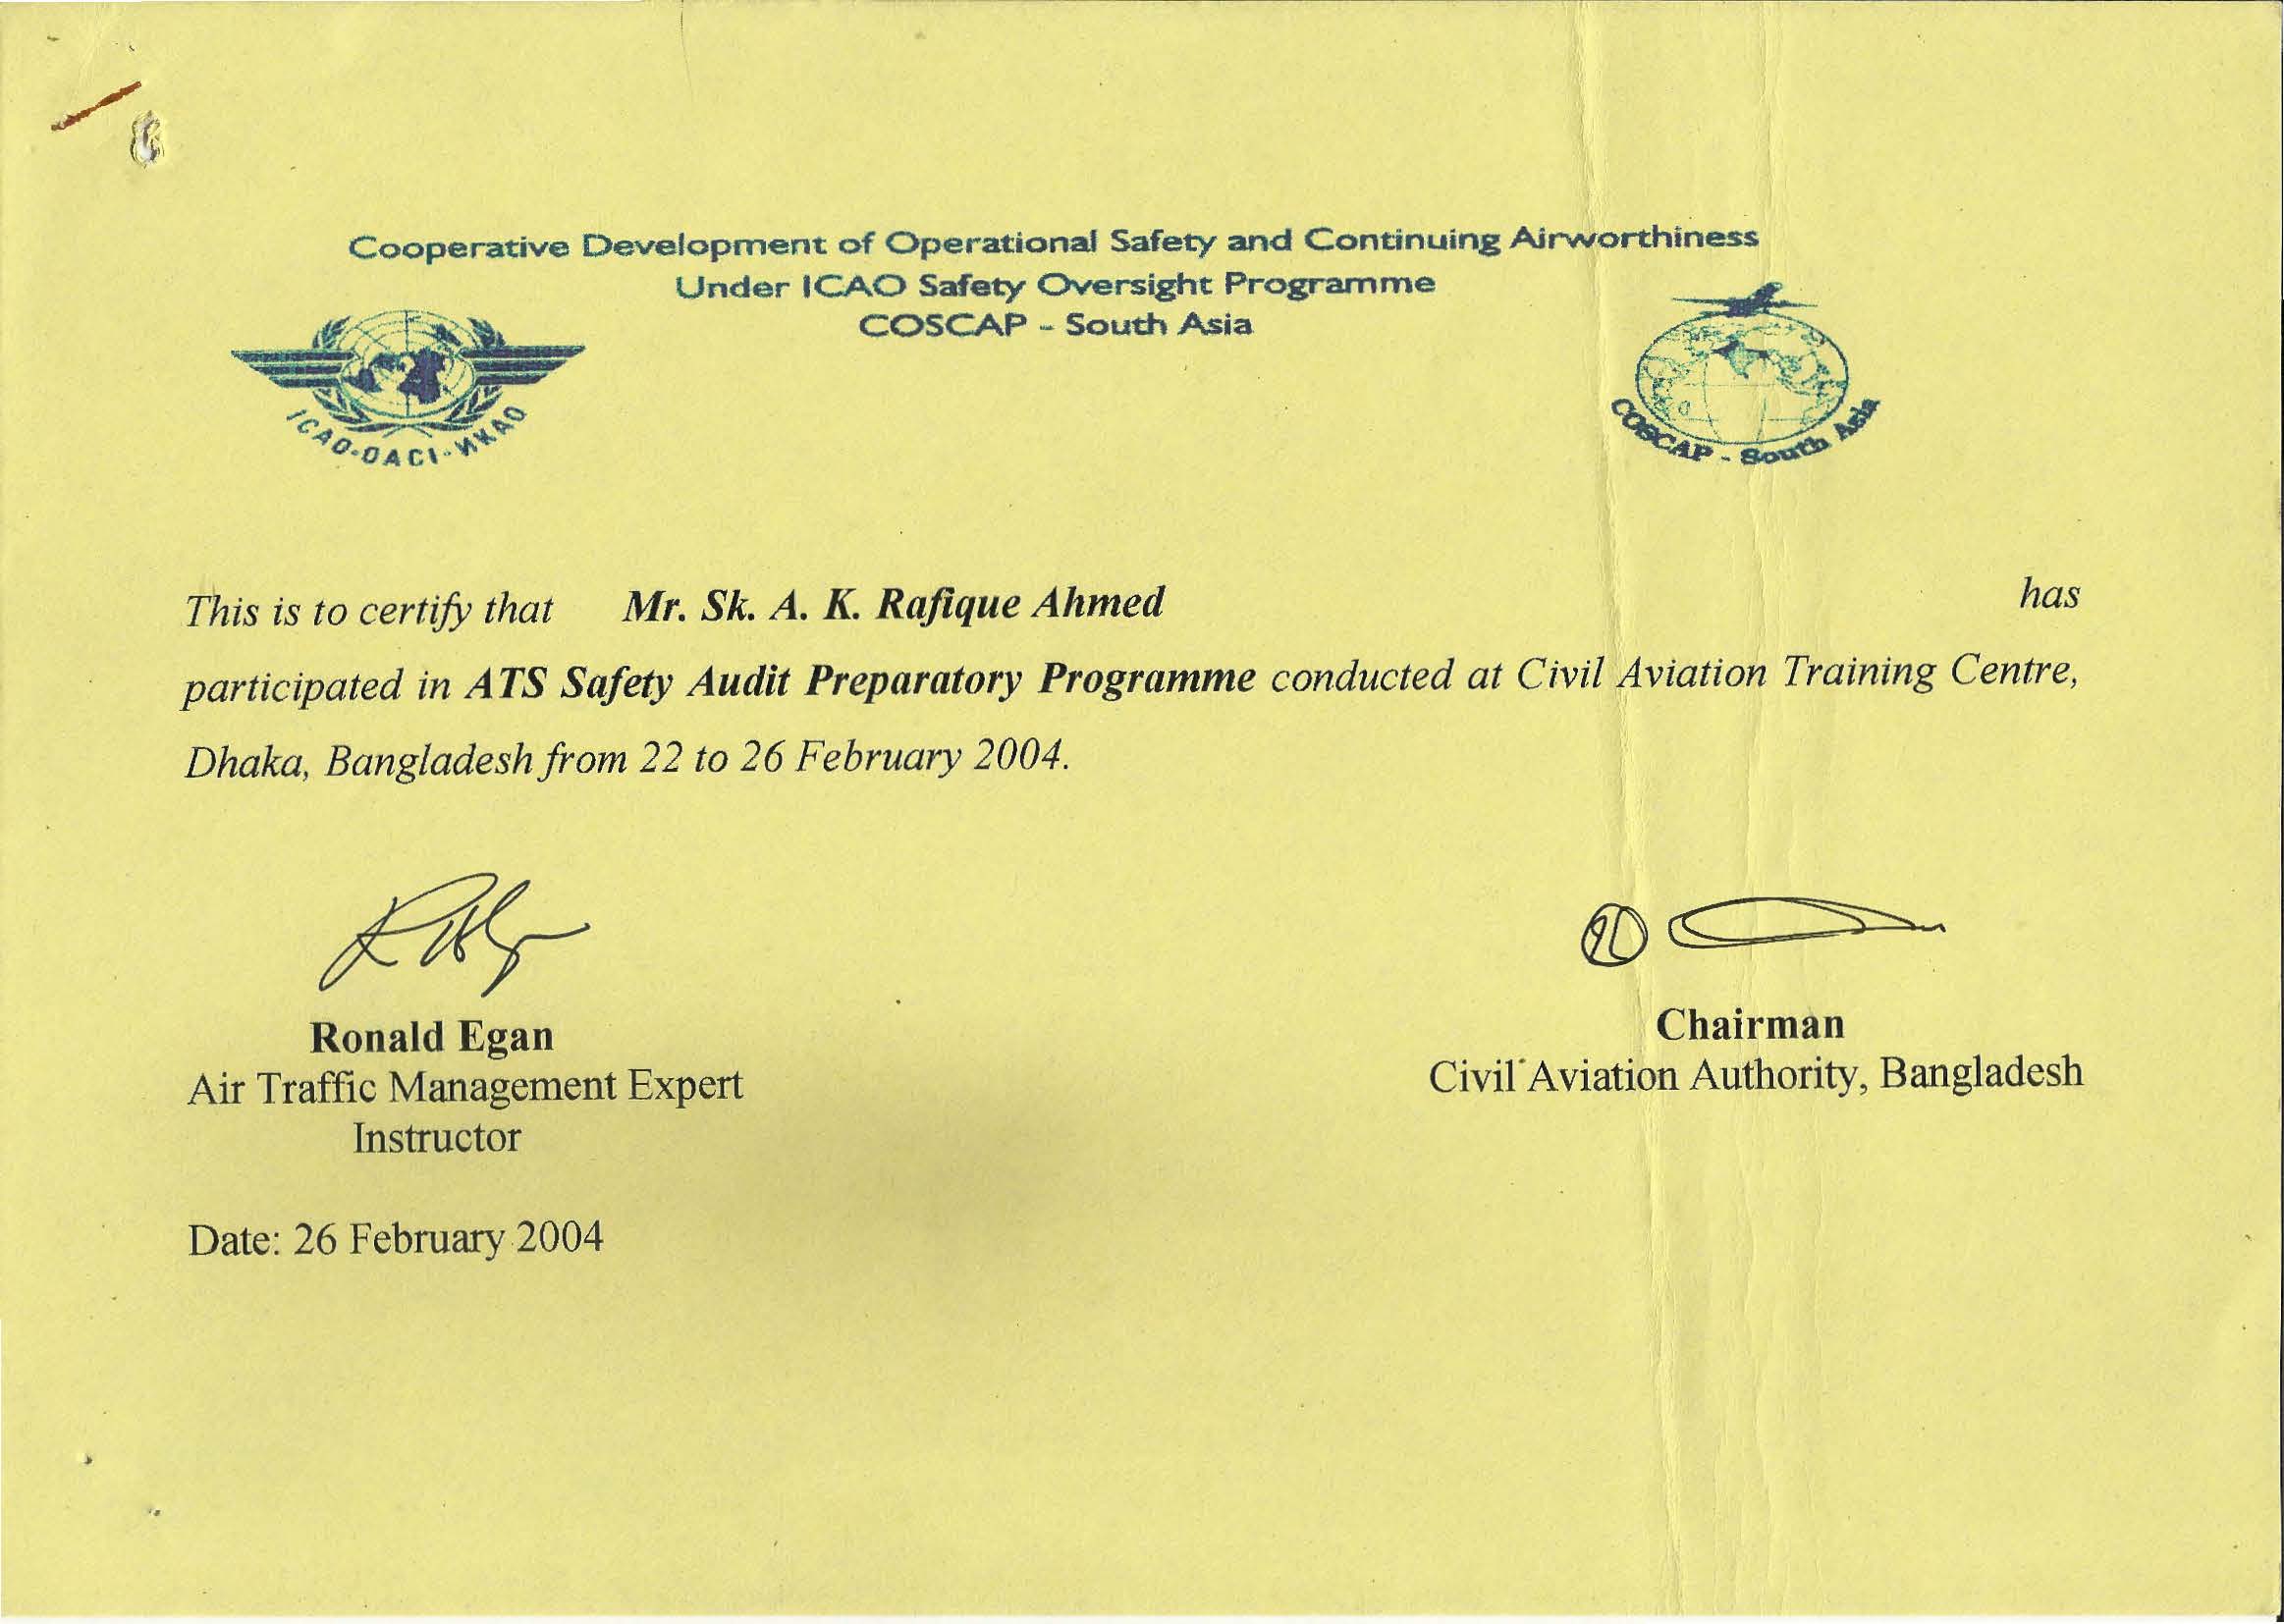 Cooperative Development of Operational Safety and Continuing Airworthiness
Under ICAO Safety Oversight Programme
COSCAP - South Asia
ICAO-OACI-ИКАО
COSCAP - South Asia
This is to certify that Mr. Sk. A. K. Rafique Ahmed has
participated in ATS Safety Audit Preparatory Programme conducted at Civil Aviation Training Centre,
Dhaka, Bangladesh from 22 to 26 February 2004.
Ronald Egan
Air Traffic Management Expert
Instructor
Chairman
Civil Aviation Authority, Bangladesh
Date: 26 February 2004